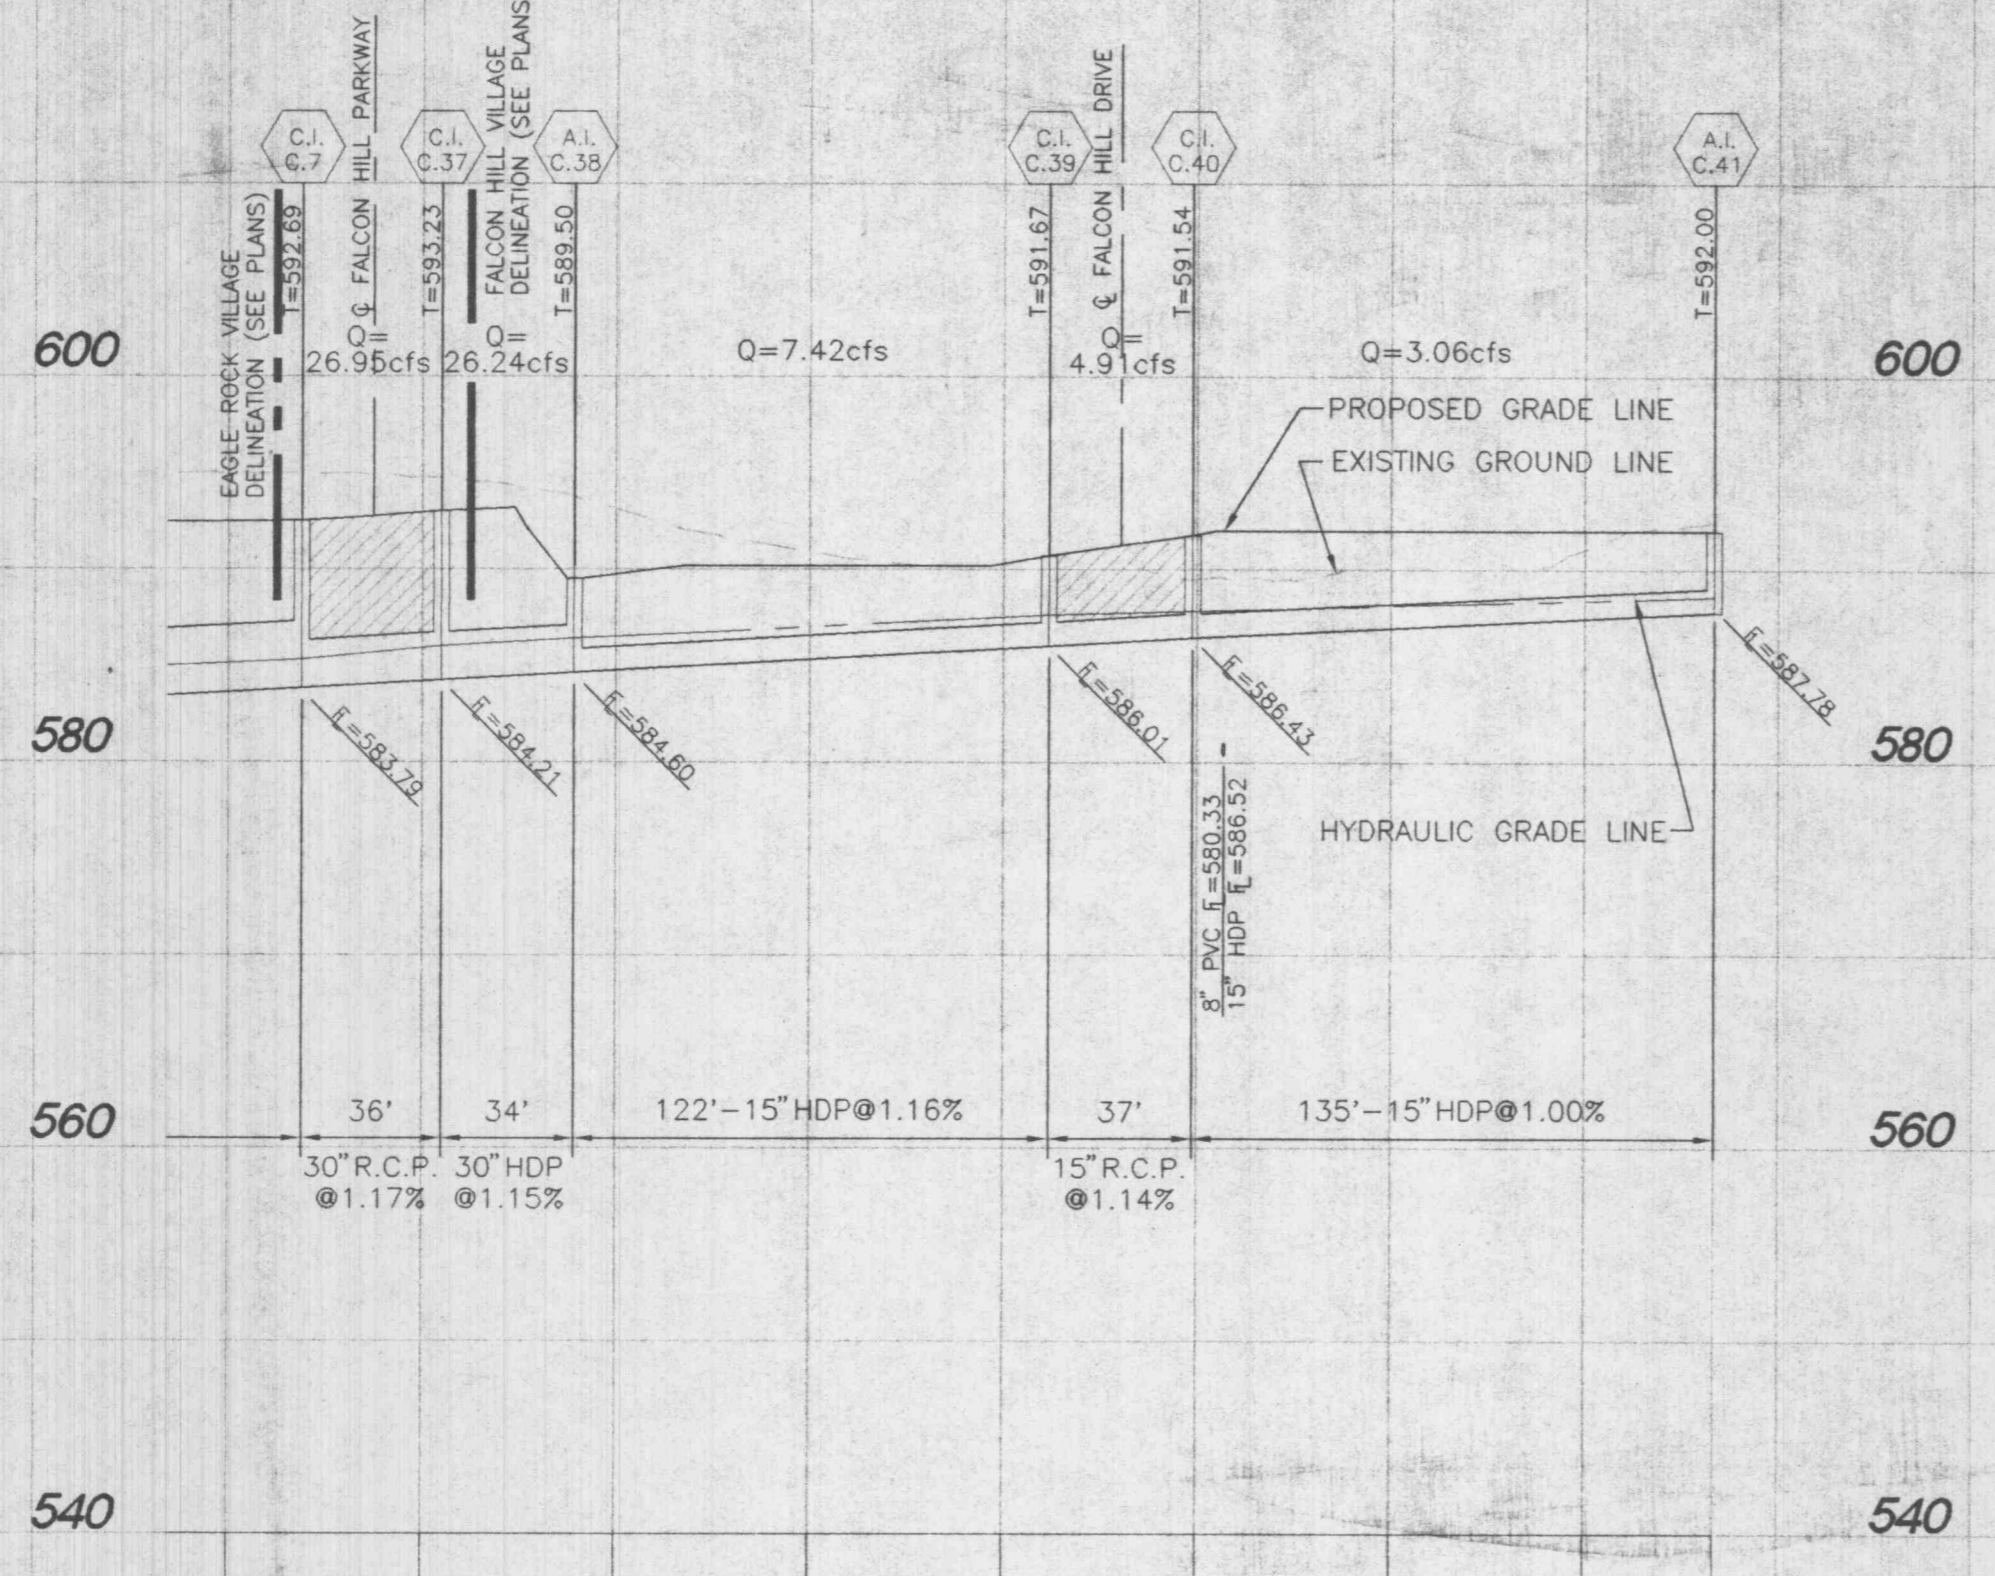 C.I.
C.7
℄ FALCON HILL PARKWAY
C.I.
C.37
FALCON HILL VILLAGE
DELINEATION (SEE PLANS
A.I.
C.38
C.I.
C.39
℄ FALCON HILL DRIVE
C.I.
C.40
A.I.
C.41
EAGLE ROCK VILLAGE
DELINEATION (SEE PLANS)
T=592.69
T=593.23
T=589.50
T=591.67
T=591.54
T=592.00
600
Q=
26.95cfs
Q=
26.24cfs
Q=7.42cfs
Q=
4.91cfs
Q=3.06cfs
600
PROPOSED GRADE LINE
EXISTING GROUND LINE
580
FL=583.79
FL=584.21
FL=584.60
FL=586.01
FL=586.43
FL=587.78
580
8" PVC FL=580.33
15" HDP FL=586.52
HYDRAULIC GRADE LINE
560
36'
34'
122'-15"HDP@1.16%
37'
135'-15"HDP@1.00%
560
30"R.C.P.
@1.17%
30"HDP
@1.15%
15"R.C.P.
@1.14%
540
540